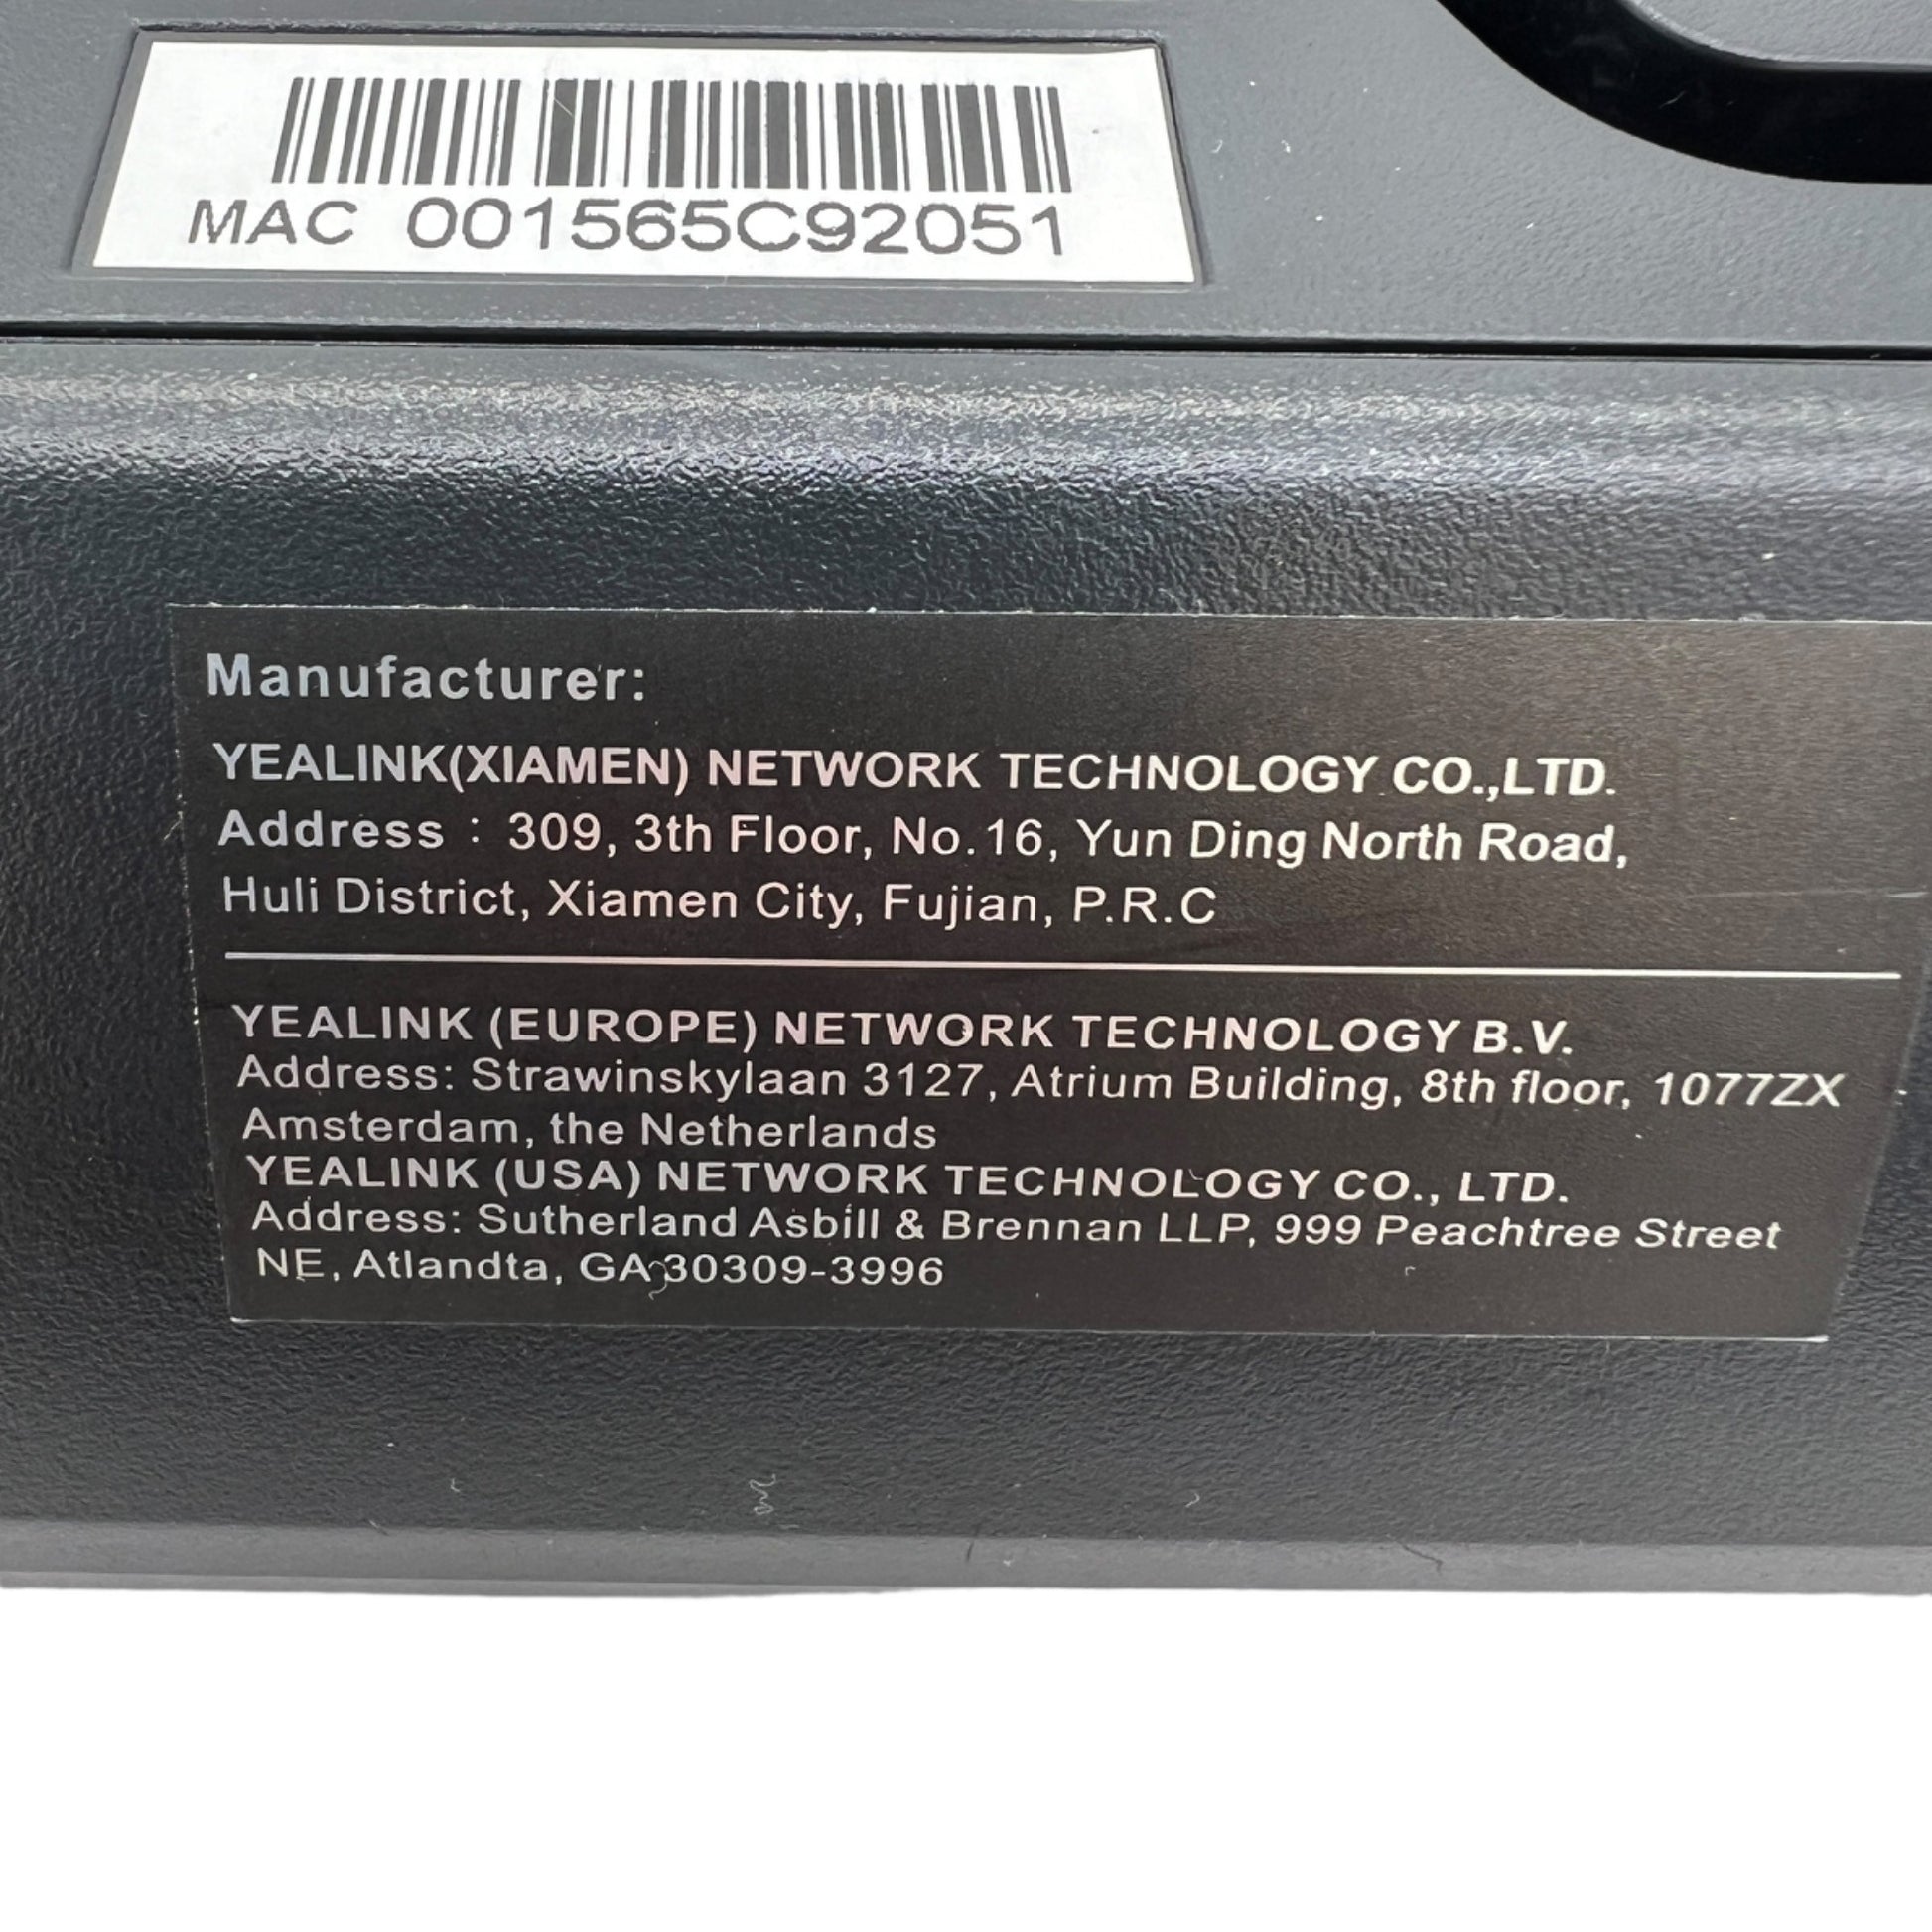 MAC 001565C92051
Manufacturer:
YEALINK(XIAMEN) NETWORK TECHNOLOGY CO.,LTD.
Address : 309, 3th Floor, No.16, Yun Ding North Road,
Huli District, Xiamen City, Fujian, P.R.C
YEALINK (EUROPE) NETWORK TECHNOLOGY B.V.
Address: Strawinskylaan 3127, Atrium Building, 8th floor, 1077ZX
Amsterdam, the Netherlands
YEALINK (USA) NETWORK TECHNOLOGY CO., LTD.
Address: Sutherland Asbill & Brennan LLP, 999 Peachtree Street
NE, Atlandta, GA 30309-3996